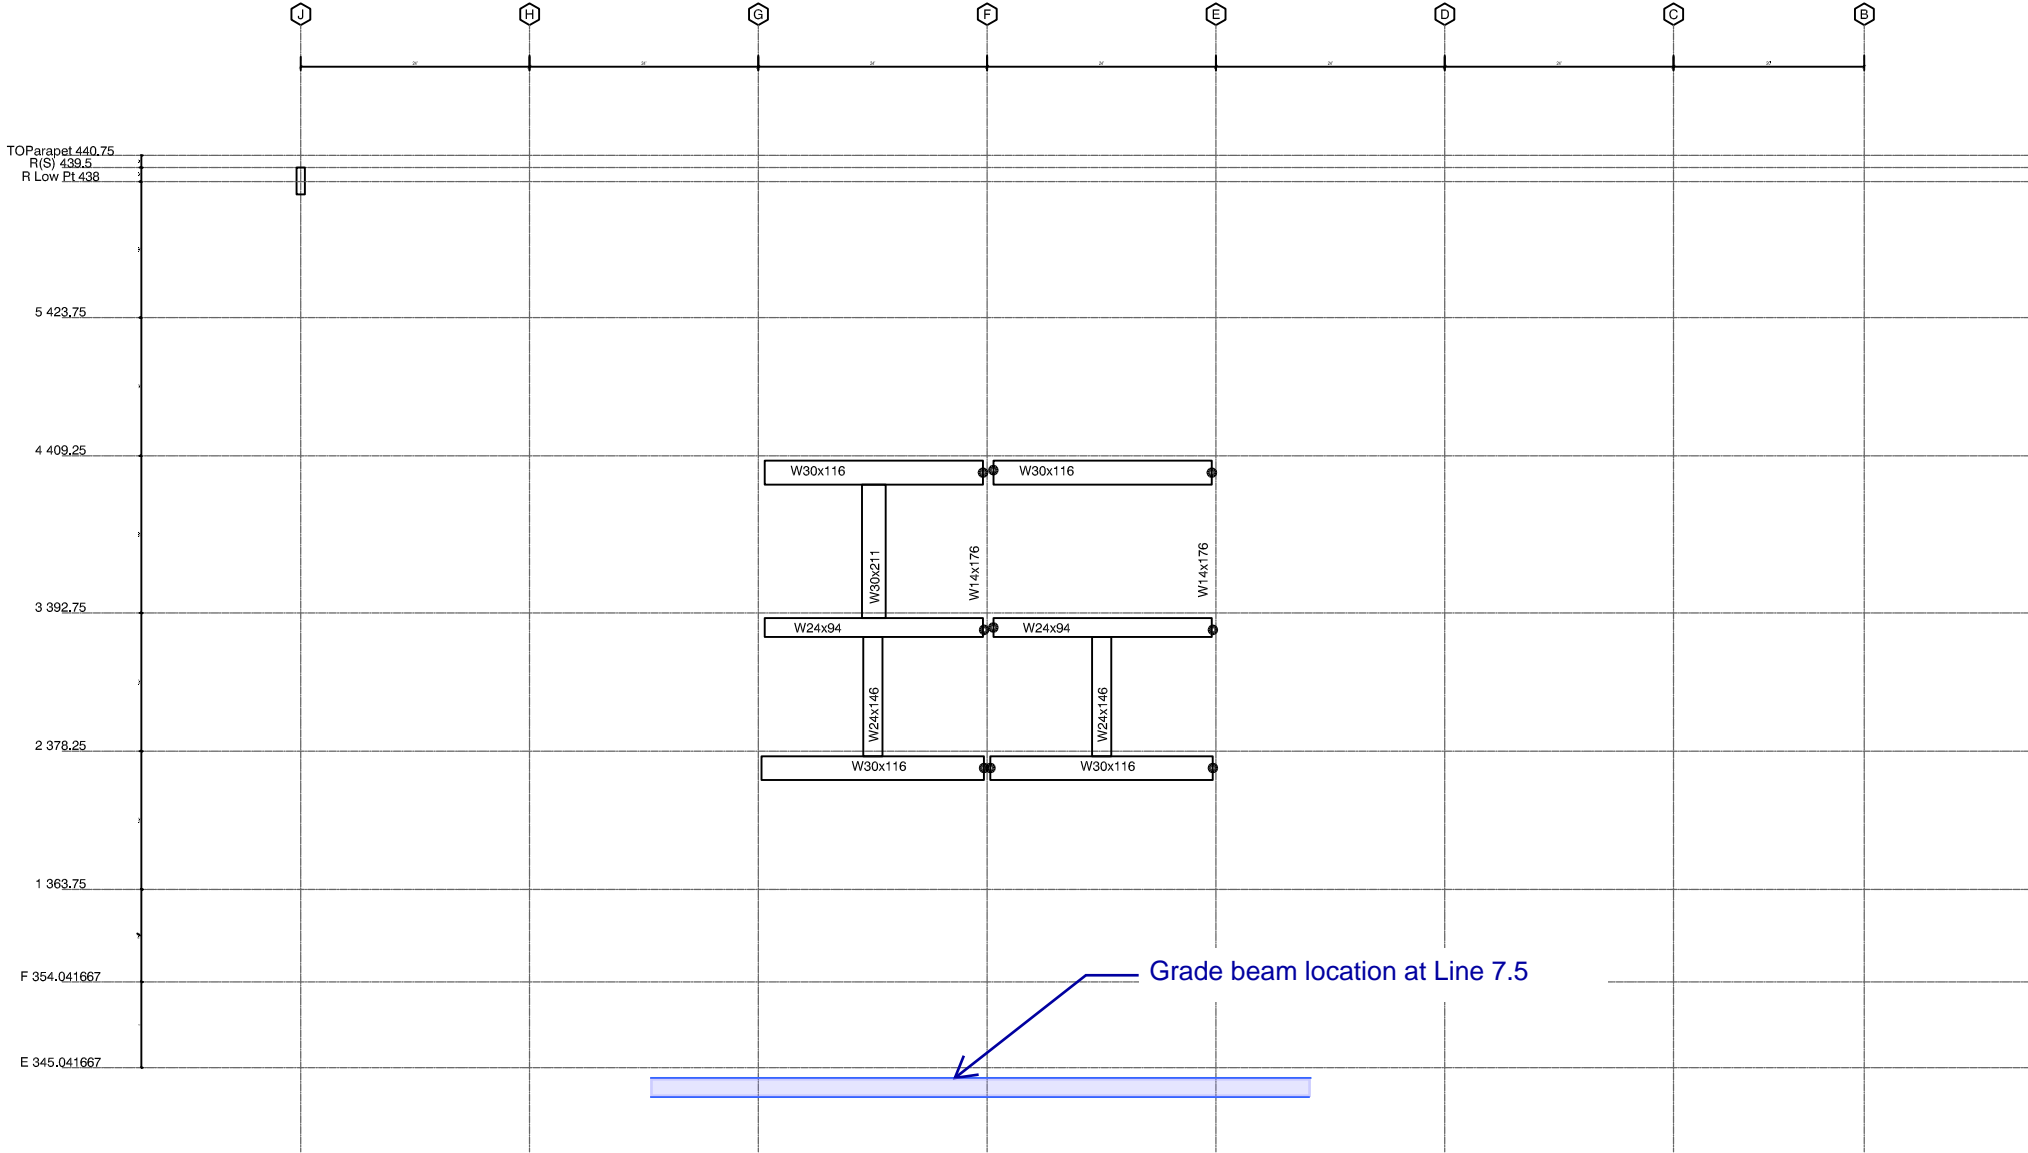 J H G F E D C B
TOParapet 440.75
R(S) 439.5
R Low Pt 438
5 423.75
4 409.25
W30x116 W30x116
W30x211 W14x176 W14x176
3 392.75
W24x94 W24x94
W24x146 W24x146
2 378.25
W30x116 W30x116
1 363.75
Grade beam location at Line 7.5
F 354.041667
E 345.041667